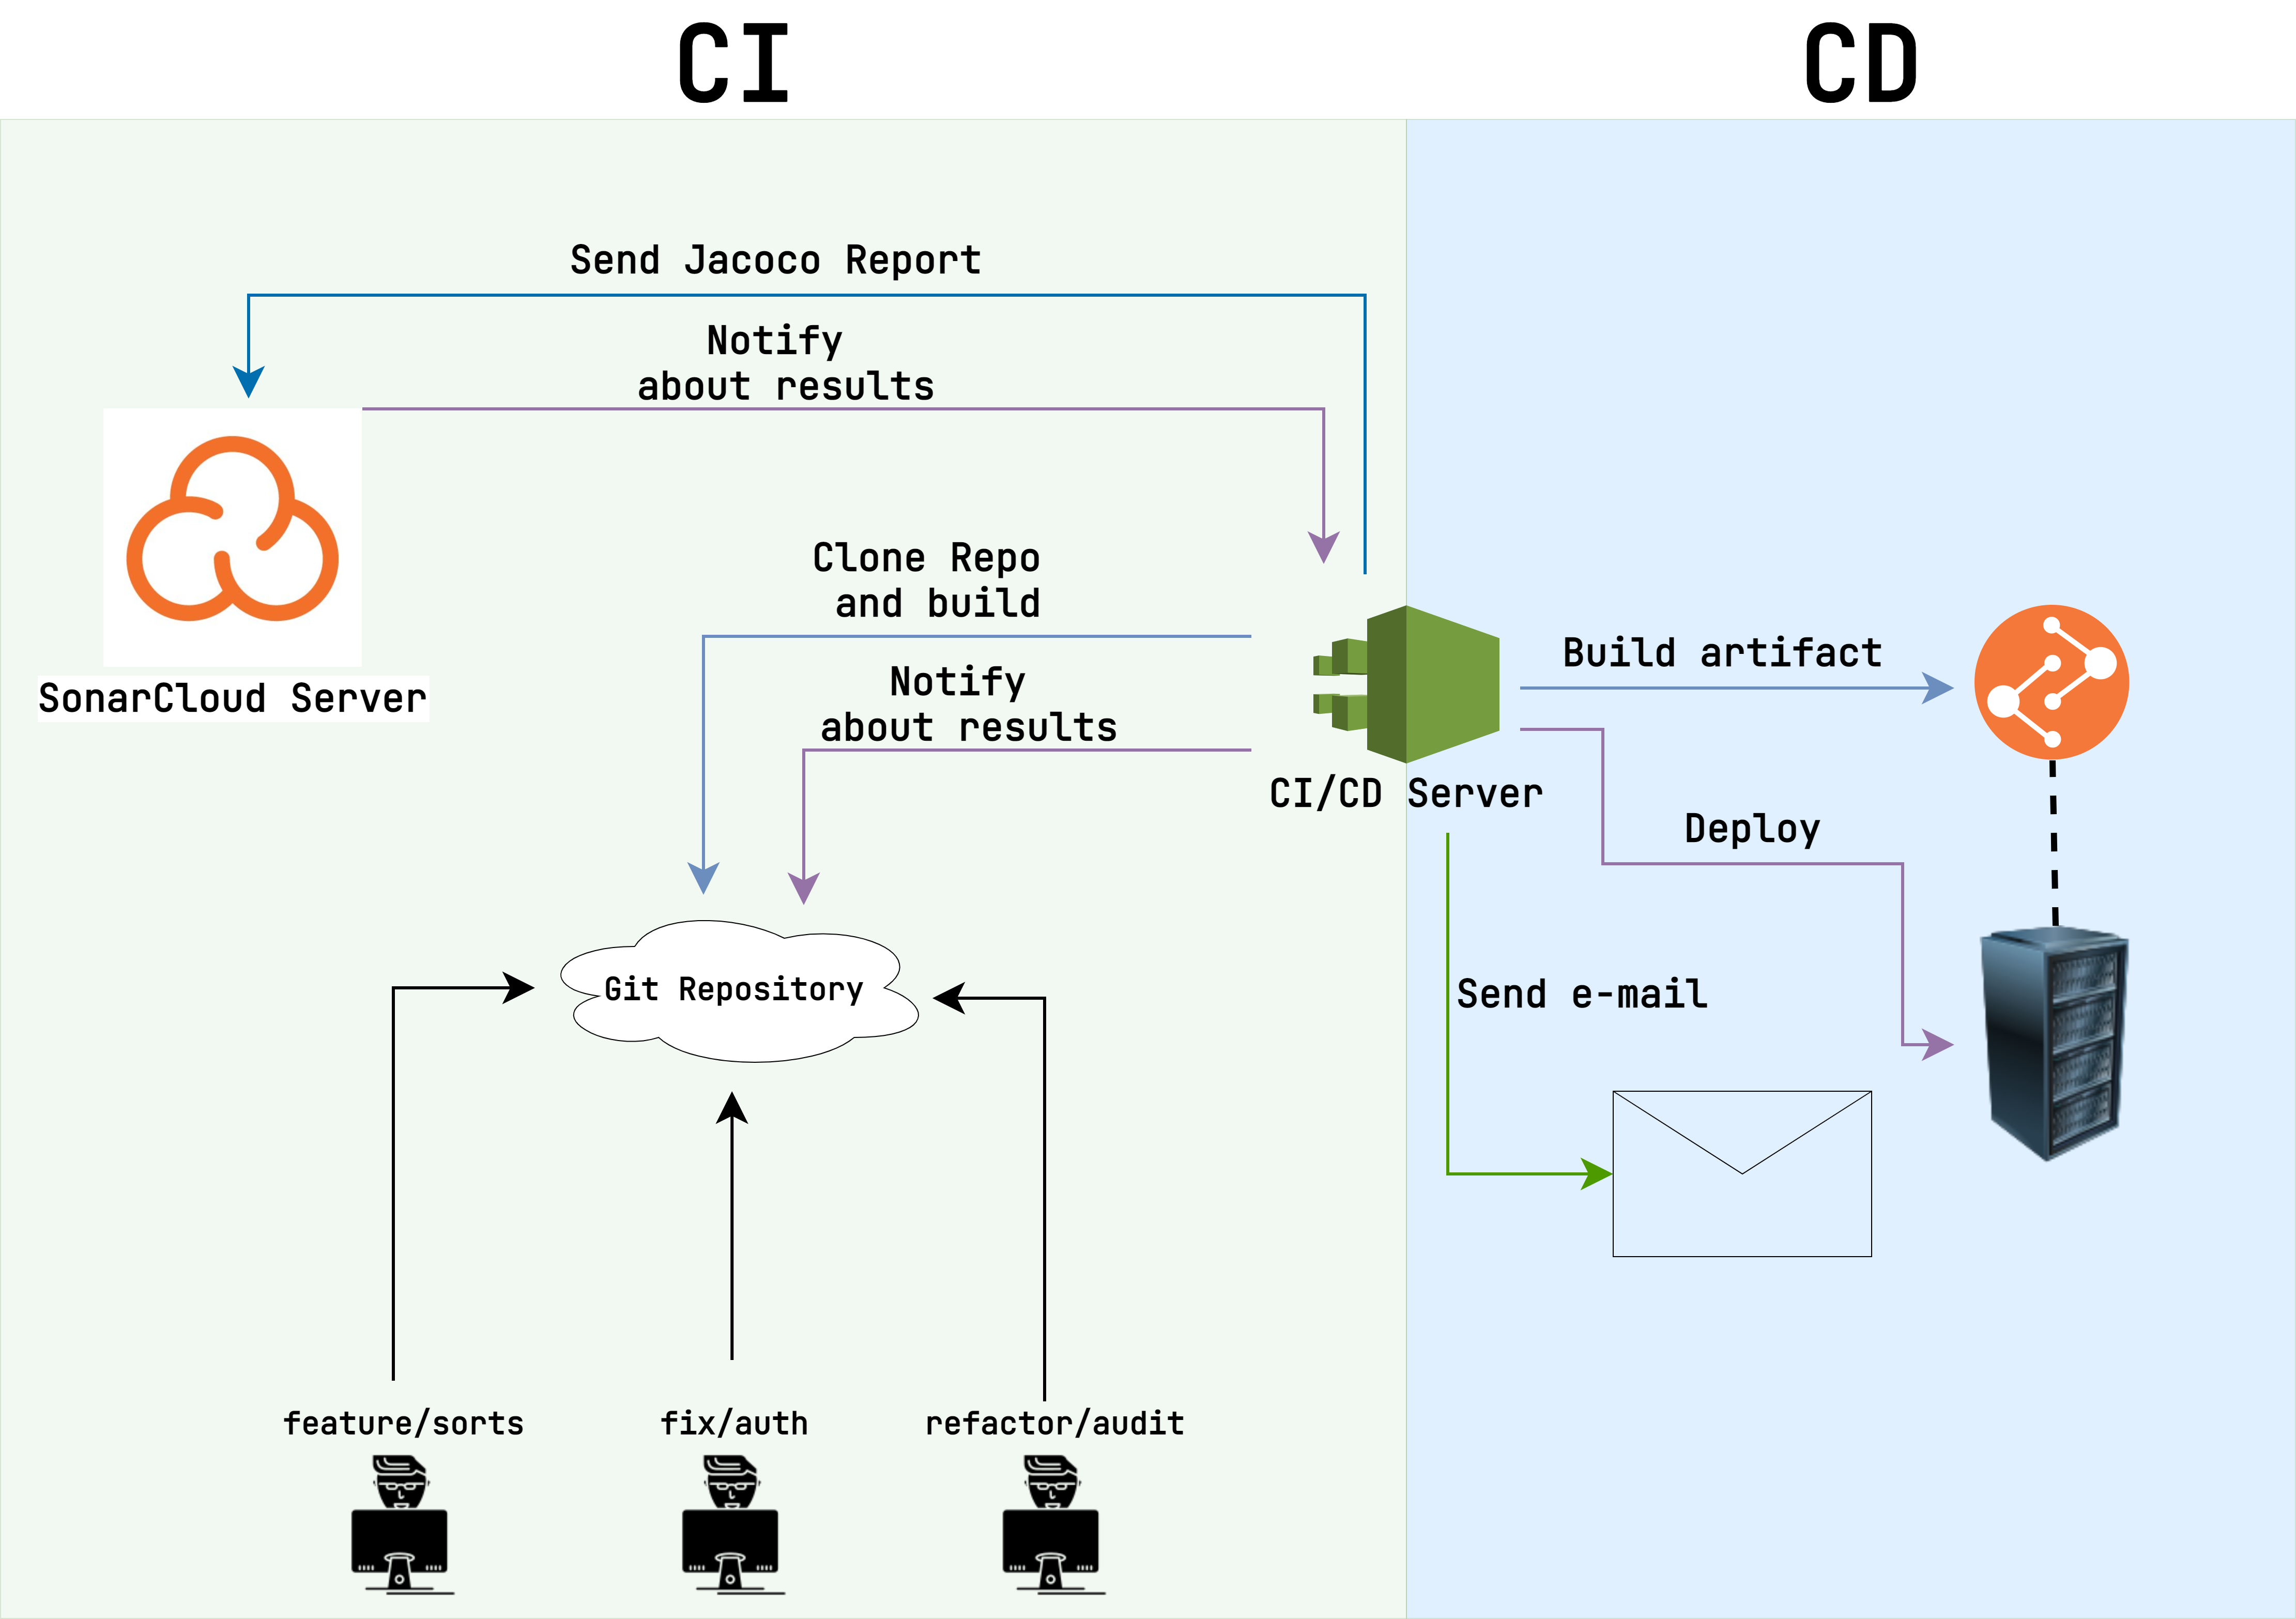 CI
CD
Send Jacoco Report
Notify
about results
SonarCloud Server
Clone Repo
and build
Notify
about results
CI/CD Server
Build artifact
Deploy
Send e-mail
Git Repository
feature/sorts
fix/auth
refactor/audit